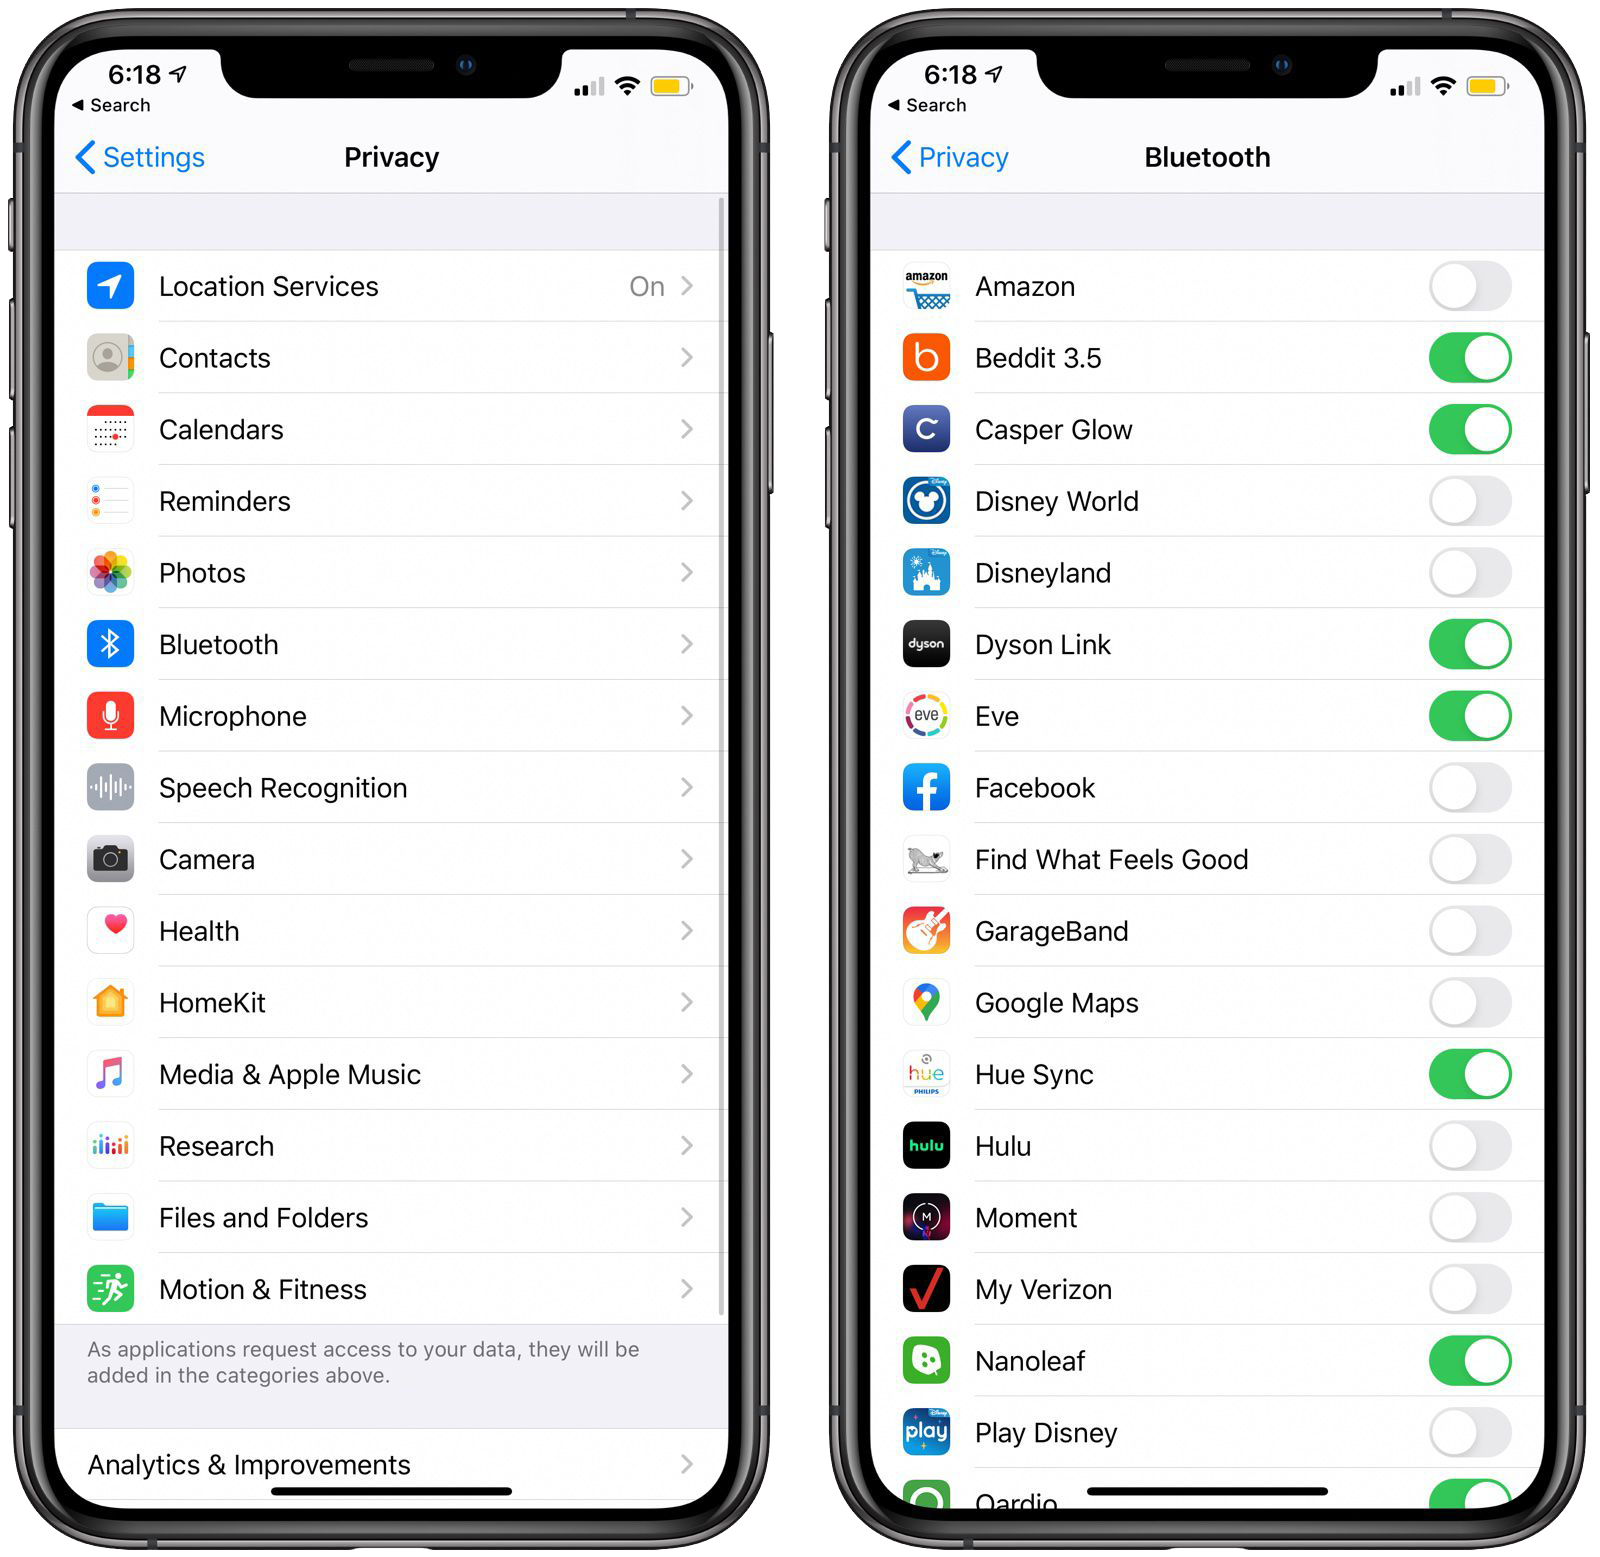 6:18
Search
Settings
Privacy
Location Services
On
Contacts
Calendars
Reminders
Photos
Bluetooth
Microphone
Speech Recognition
Camera
Health
HomeKit
Media & Apple Music
Research
Files and Folders
Motion & Fitness
As applications request access to your data, they will be
added in the categories above.
Analytics & Improvements
6:18
Search
Privacy
Bluetooth
amazon
Amazon
b
Beddit 3.5
C
Casper Glow
Disney
Disney World
Disney
Disneyland
dyson
Dyson Link
eve
Eve
f
Facebook
Find What Feels Good
GarageBand
Google Maps
hue
PHILIPS
Hue Sync
hulu
Hulu
M
Moment
My Verizon
Nanoleaf
Disney
play
Play Disney
Qardio